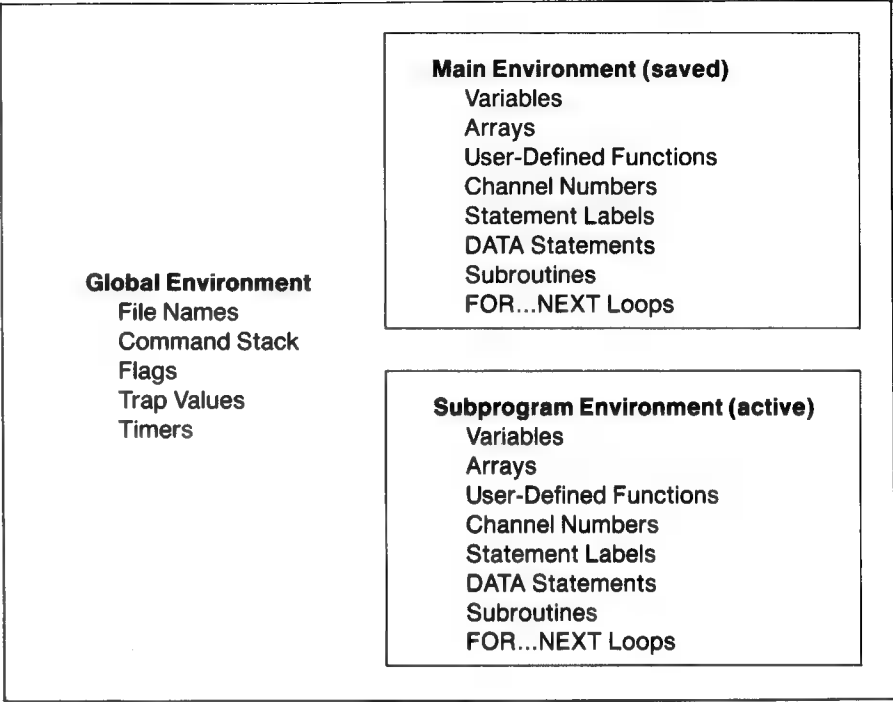 Global Environment
File Names
Command Stack
Flags
Trap Values
Timers
Main Environment (saved)
Variables
Arrays
User-Defined Functions
Channel Numbers
Statement Labels
DATA Statements
Subroutines
FOR...NEXT Loops
Subprogram Environment (active)
Variables
Arrays
User-Defined Functions
Channel Numbers
Statement Labels
DATA Statements
Subroutines
FOR...NEXT Loops